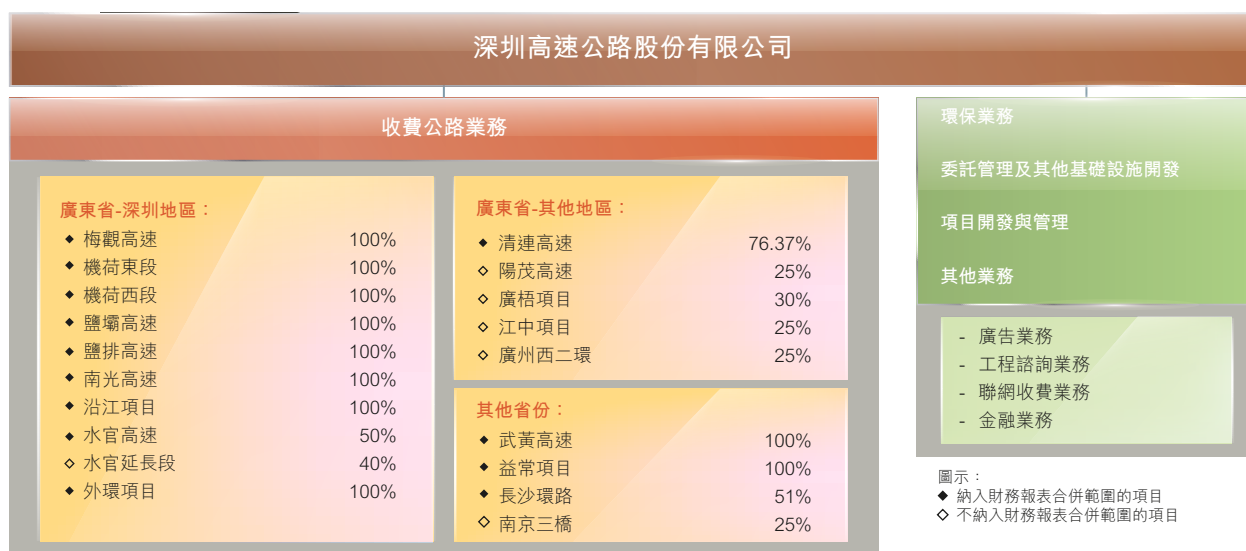 深圳高速公路股份有限公司
收費公路業務
廣東省-深圳地區：
◆ 梅觀高速 100%
◆ 機荷東段 100%
◆ 機荷西段 100%
◆ 鹽壩高速 100%
◆ 鹽排高速 100%
◆ 南光高速 100%
◆ 沿江項目 100%
◆ 水官高速 50%
◇ 水官延長段 40%
◆ 外環項目 100%
廣東省-其他地區：
◆ 清連高速 76.37%
◇ 陽茂高速 25%
◇ 廣梧項目 30%
◇ 江中項目 25%
◇ 廣州西二環 25%
其他省份：
◆ 武黃高速 100%
◆ 益常項目 100%
◆ 長沙環路 51%
◇ 南京三橋 25%
環保業務
委託管理及其他基礎設施開發
項目開發與管理
其他業務
- 廣告業務
- 工程諮詢業務
- 聯網收費業務
- 金融業務
圖示：
◆ 納入財務報表合併範圍的項目
◇ 不納入財務報表合併範圍的項目